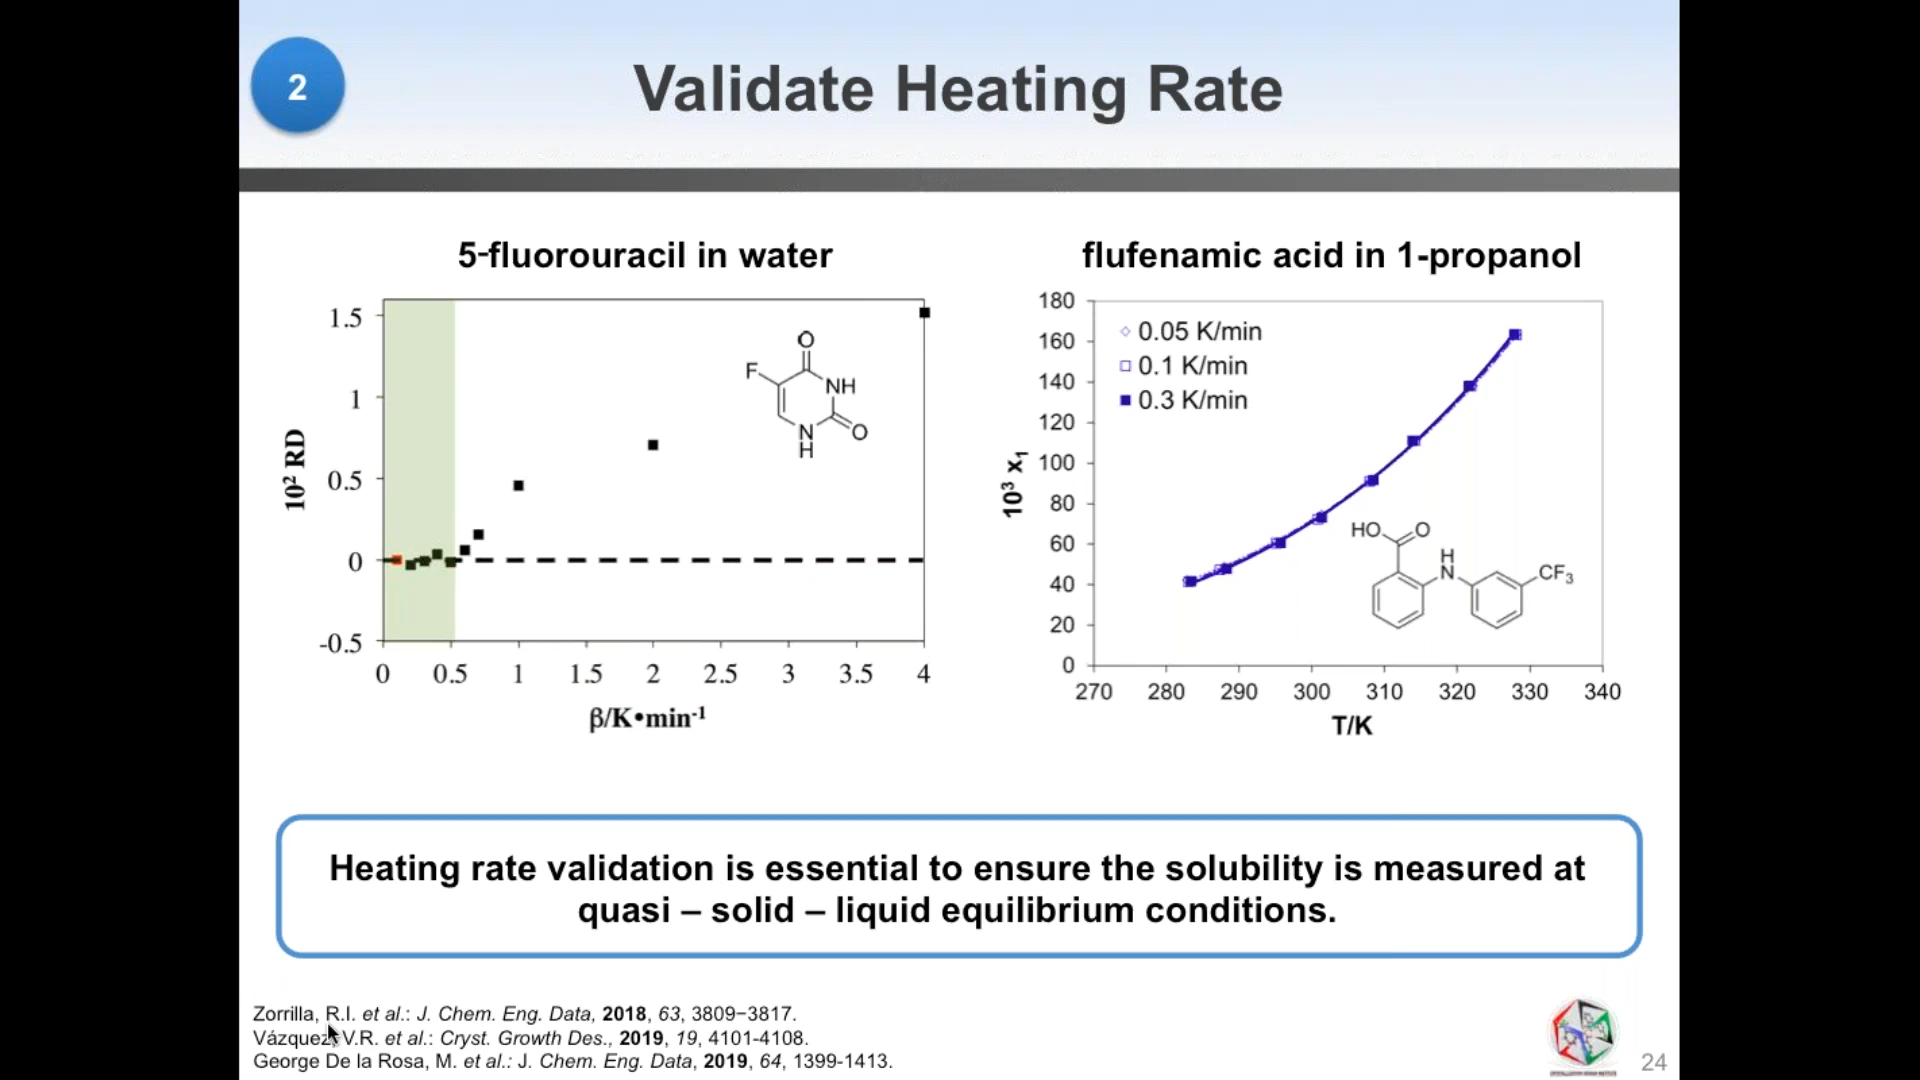 2
Validate Heating Rate
5-fluorouracil in water
1.5
1
0.5
0
-0.5
10² RD
0 0.5 1 1.5 2 2.5 3 3.5 4
β/K•min⁻¹
O
F
NH
N
H
O
flufenamic acid in 1-propanol
180
160
140
120
100
80
60
40
20
0
10³ x₁
0.05 K/min
0.1 K/min
0.3 K/min
HO O
H
N
CF₃
270 280 290 300 310 320 330 340
T/K
Heating rate validation is essential to ensure the solubility is measured at
quasi – solid – liquid equilibrium conditions.
Zorrilla, R.I. et al.: J. Chem. Eng. Data, 2018, 63, 3809−3817.
Vázquez, V.R. et al.: Cryst. Growth Des., 2019, 19, 4101-4108.
George De la Rosa, M. et al.: J. Chem. Eng. Data, 2019, 64, 1399-1413.
24